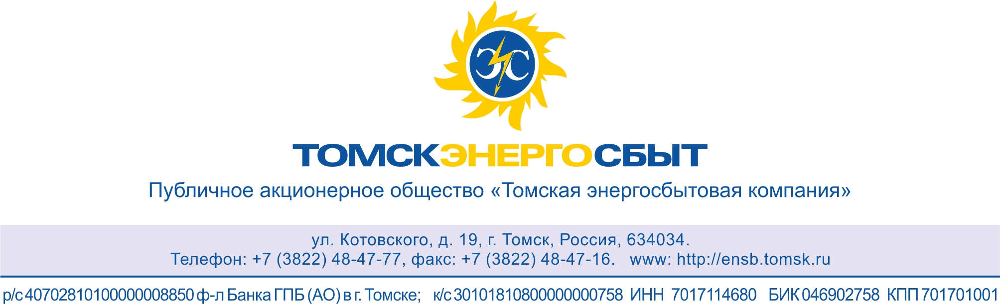 ЭС
ТОМСКЭНЕРГОСБЫТ
Публичное акционерное общество «Томская энергосбытовая компания»
ул. Котовского, д. 19, г. Томск, Россия, 634034.
Телефон: +7 (3822) 48-47-77, факс: +7 (3822) 48-47-16. www: http://ensb.tomsk.ru
р/с 40702810100000008850 ф-л Банка ГПБ (АО) в г. Томске; к/с 30101810800000000758 ИНН 7017114680 БИК 046902758 КПП 701701001